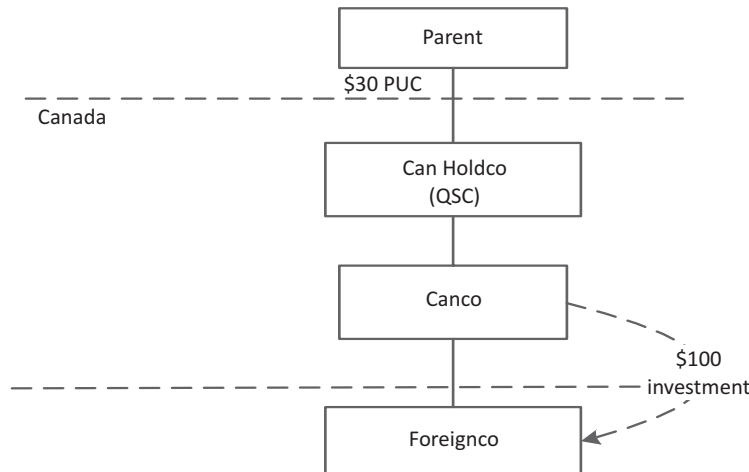 Parent
$30 PUC
Canada
Can Holdco
(QSC)
Canco
$100
investment
Foreignco